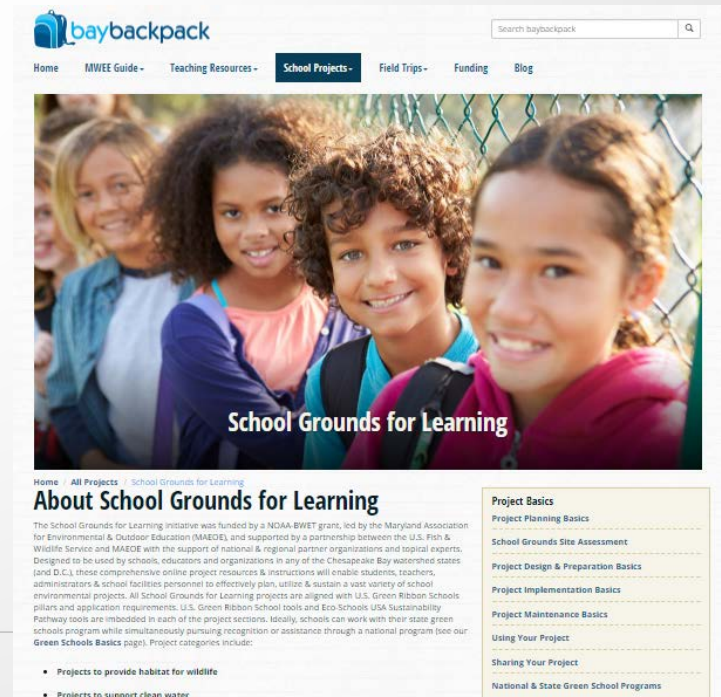 baybackpack
Search baybackpack
Home MWEE Guide Teaching Resources School Projects Field Trips Funding Blog
School Grounds for Learning
Home / All Projects / School Grounds for Learning
About School Grounds for Learning
The School Grounds for Learning initiative was funded by a NOAA-BWET grant, led by the Maryland Association
for Environmental & Outdoor Education (MAEOE), and supported by a partnership between the U.S. Fish &
Wildlife Service and MAEOE with the support of national & regional partner organizations and topical experts.
Designed to be used by schools, educators and organizations in any of the Chesapeake Bay watershed states
(and D.C.), these comprehensive online project resources & instructions will enable students, teachers,
administrators & school facilities personnel to effectively plan, utilize & sustain a vast variety of school
environmental projects. All School Grounds for Learning projects are aligned with U.S. Green Ribbon Schools
pillars and application requirements. U.S. Green Ribbon School tools and Eco-Schools USA Sustainability
Pathway tools are imbedded in each of the project sections. Ideally, schools can work with their state green
schools program while simultaneously pursuing recognition or assistance through a national program (see our
Green Schools Basics page). Project categories include:
• Projects to provide habitat for wildlife
• Projects to support clean water
Project Basics
Project Planning Basics
School Grounds Site Assessment
Project Design & Preparation Basics
Project Implementation Basics
Project Maintenance Basics
Using Your Project
Sharing Your Project
National & State Green School Programs